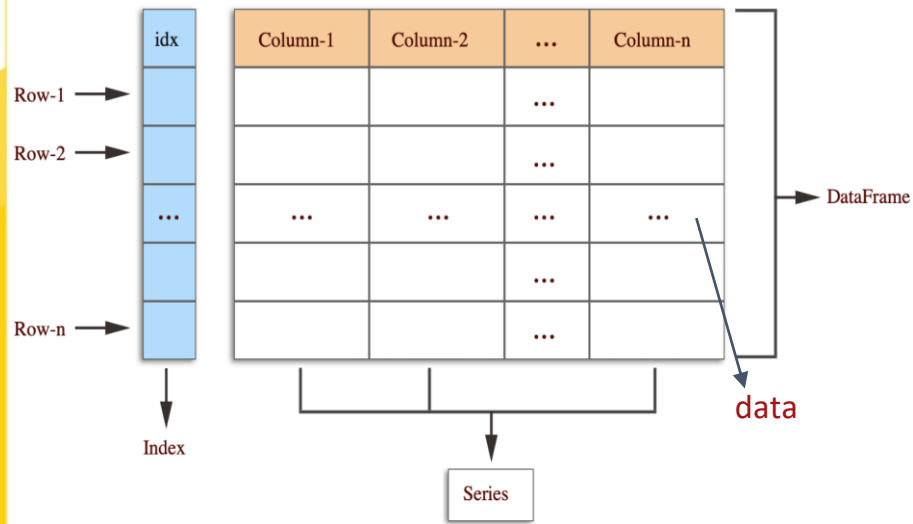 idx Column-1 Column-2 ... Column-n
Row-1 ...
Row-2 ...
... ... ... ... ...
...
Row-n ...
DataFrame
data
Index
Series